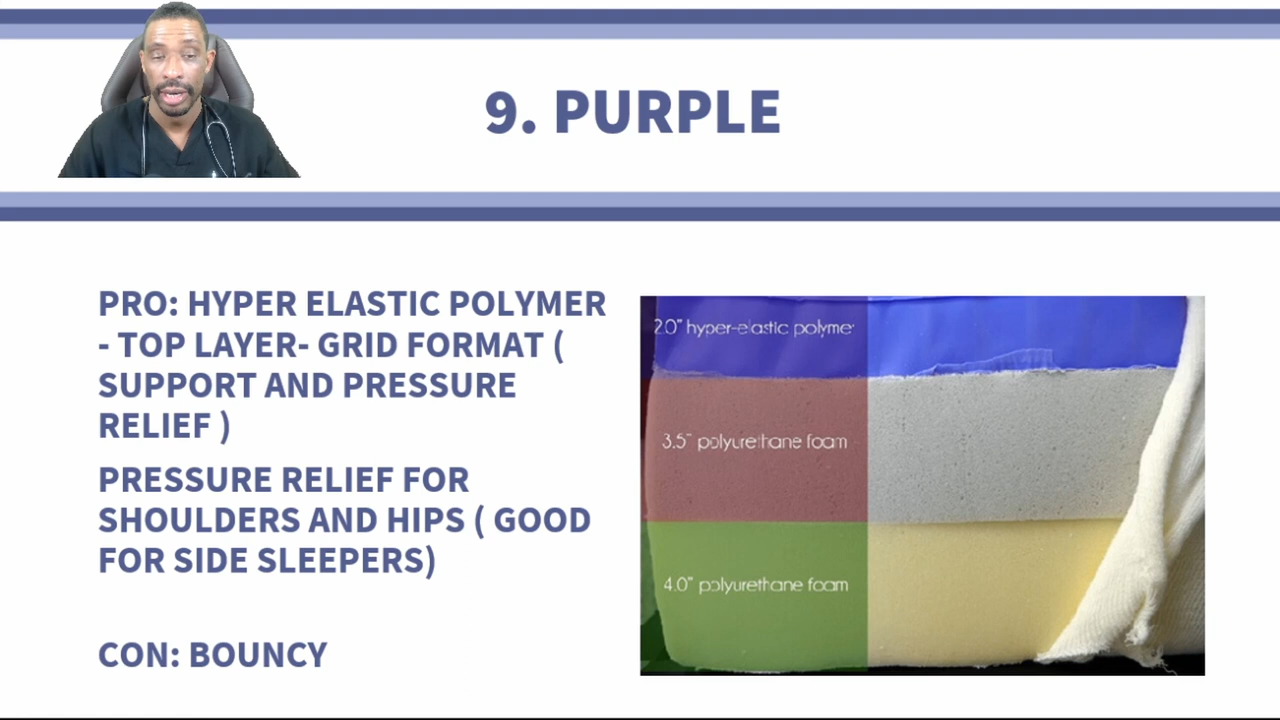 9. PURPLE
PRO: HYPER ELASTIC POLYMER
- TOP LAYER- GRID FORMAT (
SUPPORT AND PRESSURE
RELIEF )
PRESSURE RELIEF FOR
SHOULDERS AND HIPS ( GOOD
FOR SIDE SLEEPERS)
CON: BOUNCY
2.0" hyper-elastic polymer
3.5" polyurethane foam
4.0" polyurethane foam